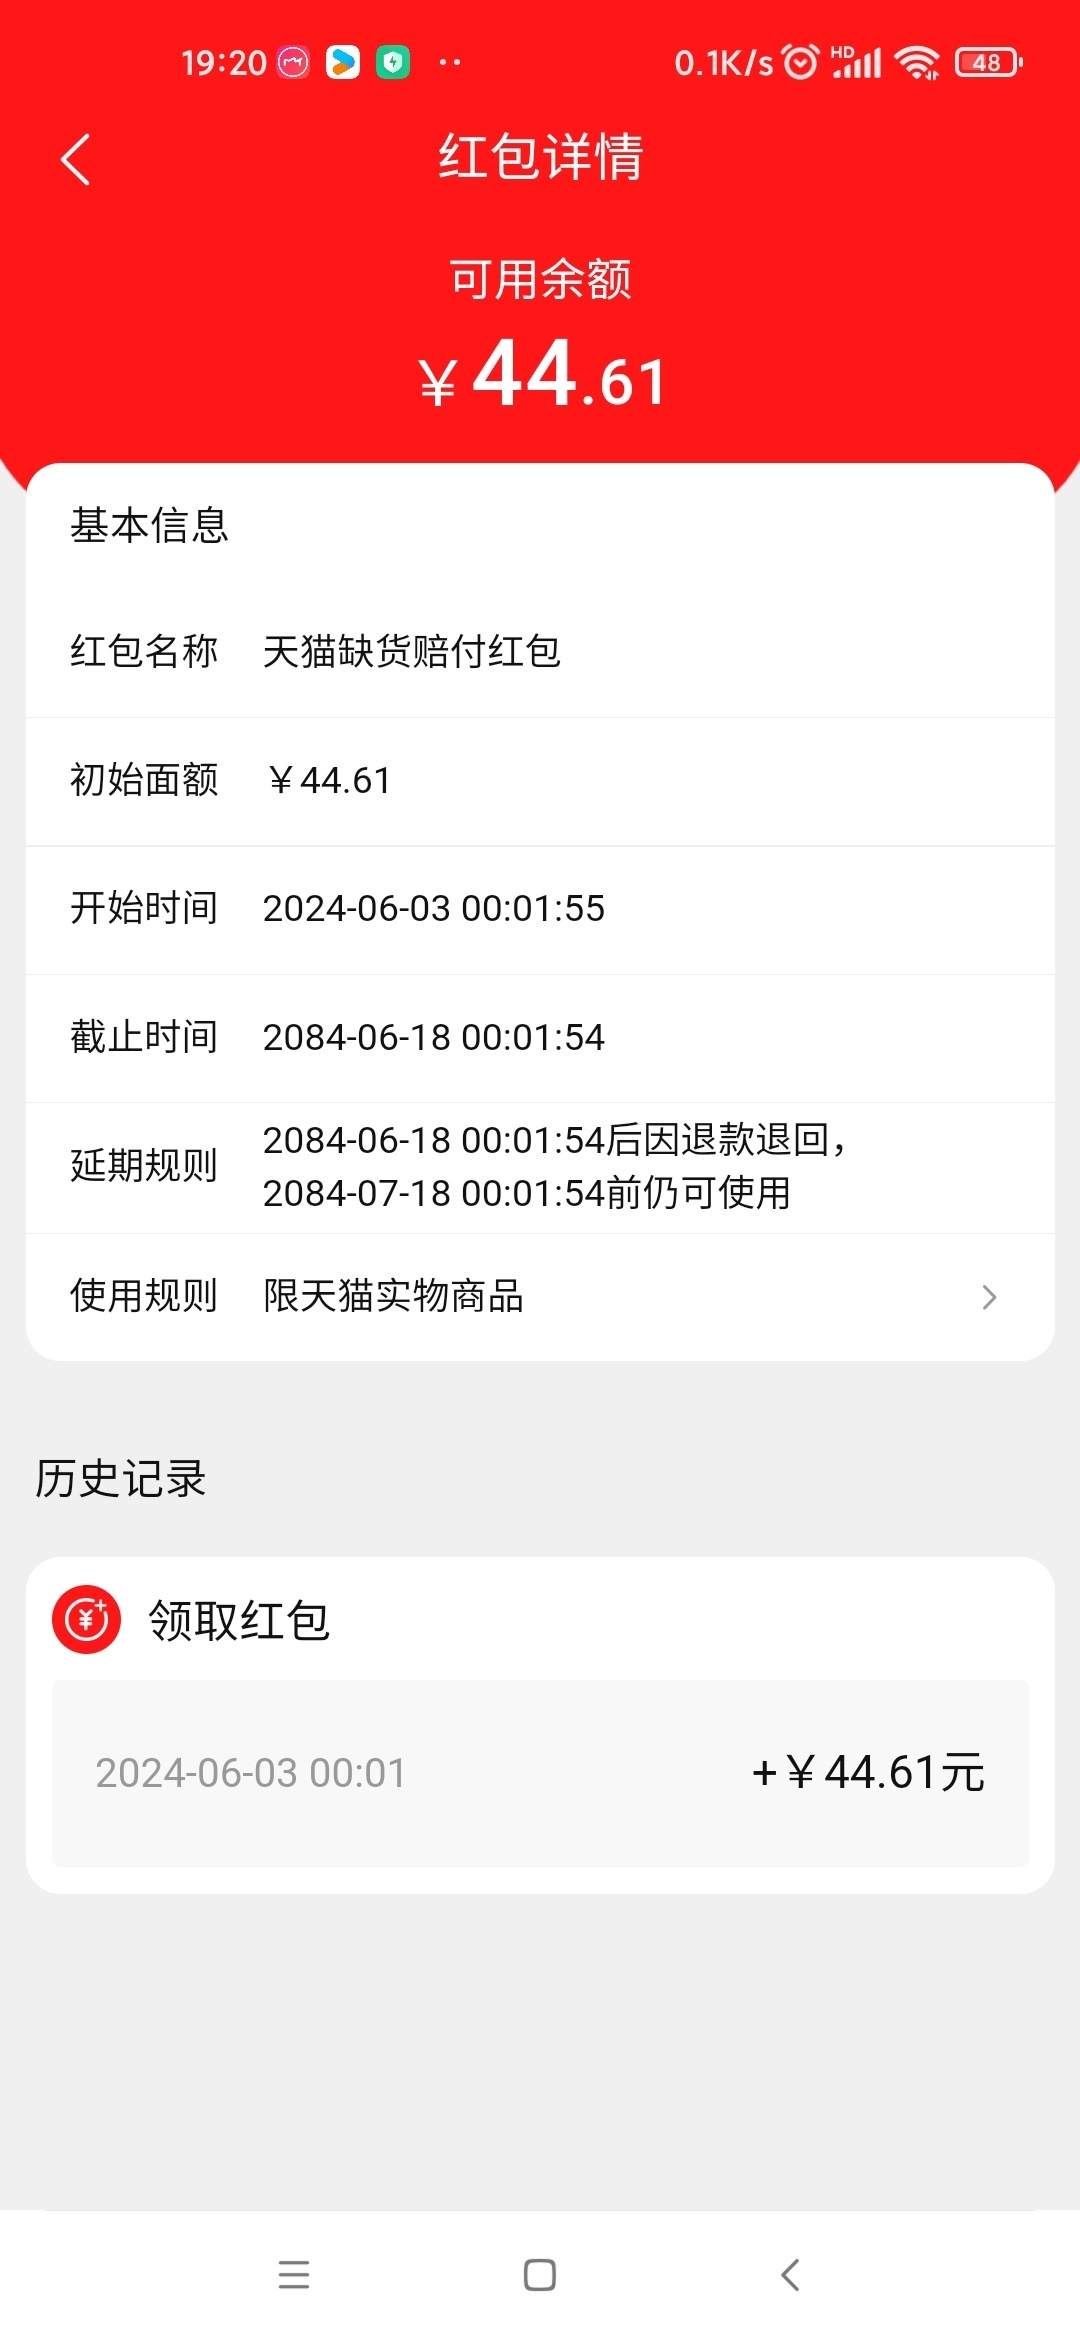 19:20
0.1K/s HD 48
红包详情
可用余额
￥44.61
基本信息
红包名称 天猫缺货赔付红包
初始面额 ￥44.61
开始时间 2024-06-03 00:01:55
截止时间 2084-06-18 00:01:54
延期规则 2084-06-18 00:01:54后因退款退回，
2084-07-18 00:01:54前仍可使用
使用规则 限天猫实物商品
历史记录
领取红包
2024-06-03 00:01 +￥44.61元